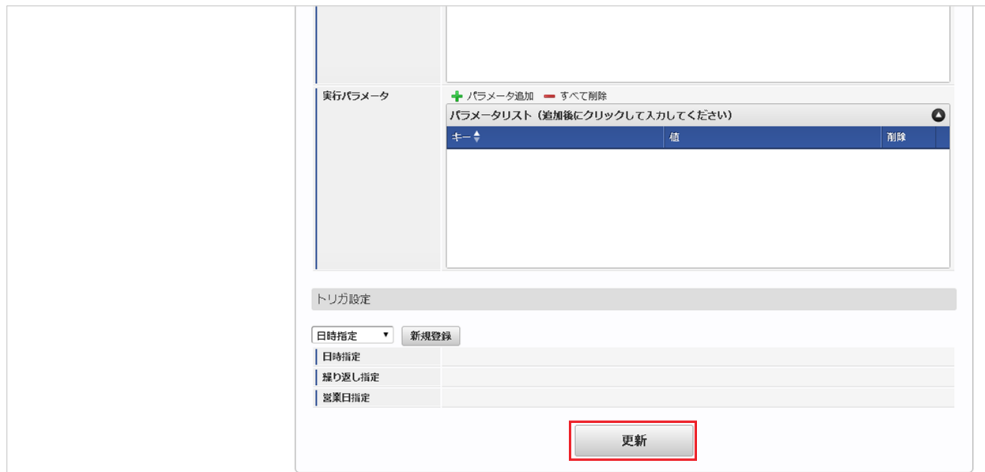 実行パラメータ
パラメータ追加 すべて削除
パラメータリスト（追加後にクリックして入力してください）
キー 値 削除
トリガ設定
日時指定 新規登録
日時指定
繰り返し指定
営業日指定
更新